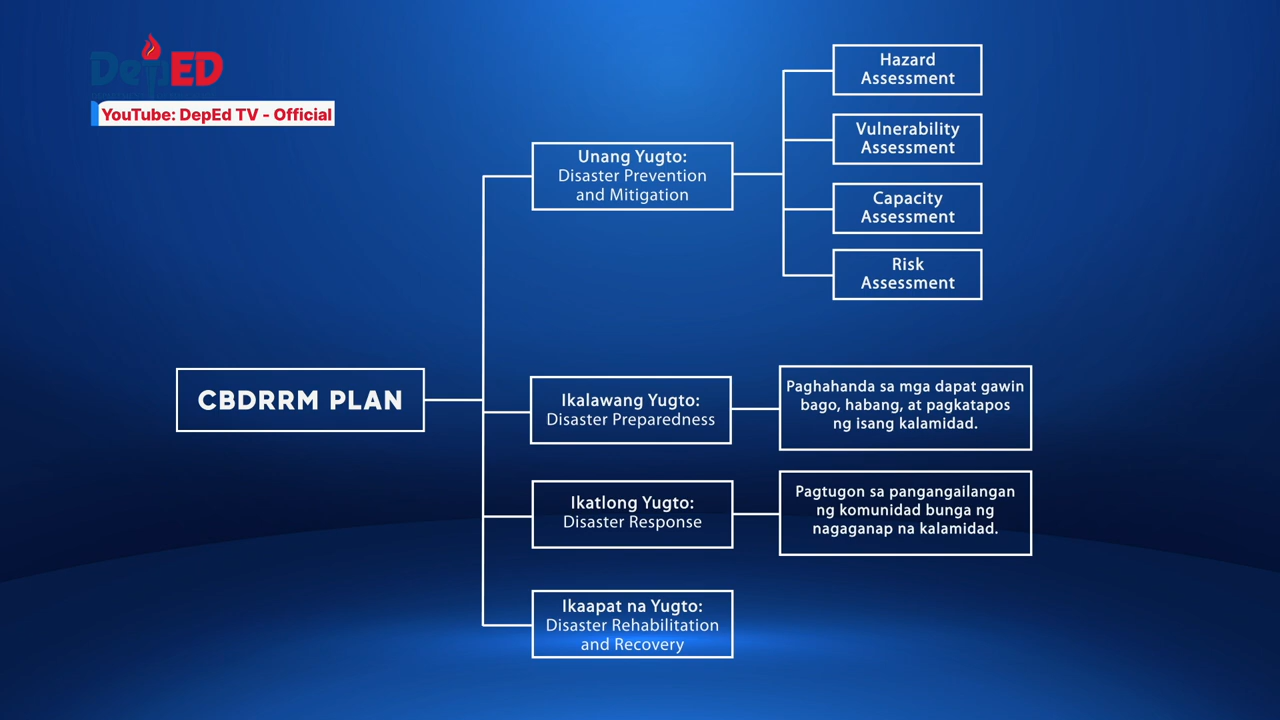 DepED
YouTube: DepEd TV - Official
CBDRRM PLAN
Unang Yugto:
Disaster Prevention
and Mitigation
Hazard
Assessment
Vulnerability
Assessment
Capacity
Assessment
Risk
Assessment
Ikalawang Yugto:
Disaster Preparedness
Paghahanda sa mga dapat gawin
bago, habang, at pagkatapos
ng isang kalamidad.
Ikatlong Yugto:
Disaster Response
Pagtugon sa pangangailangan
ng komunidad bunga ng
nagaganap na kalamidad.
Ikaapat na Yugto:
Disaster Rehabilitation
and Recovery